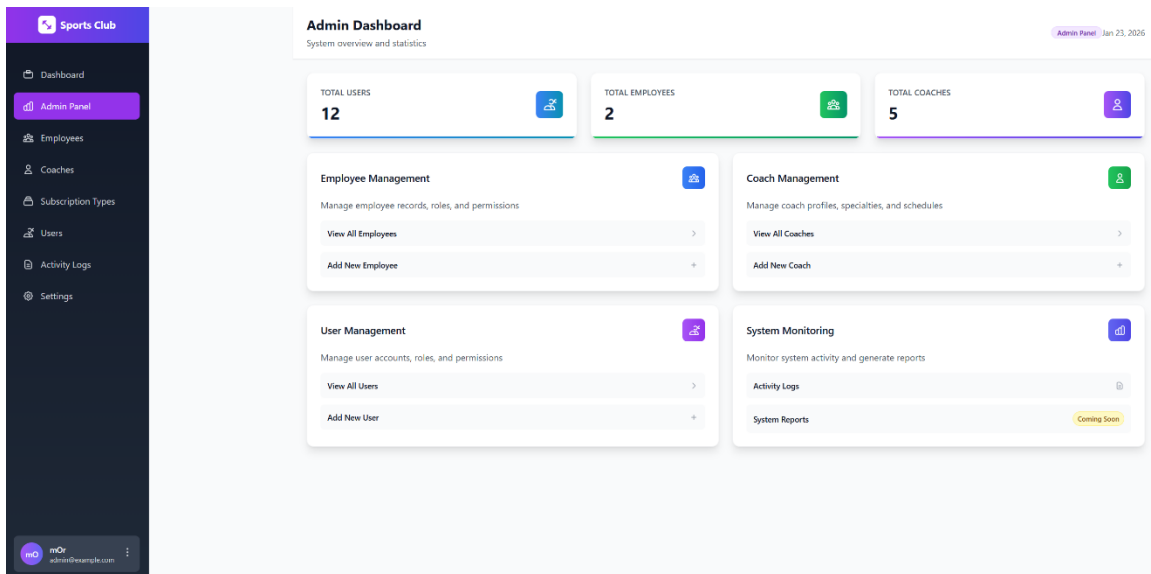 Sports Club
Dashboard
Admin Panel
Employees
Coaches
Subscription Types
Users
Activity Logs
Settings
mO
mOr
admin@example.com
Admin Dashboard
System overview and statistics
Admin Panel
Jan 23, 2026
TOTAL USERS
12
TOTAL EMPLOYEES
2
TOTAL COACHES
5
Employee Management
Manage employee records, roles, and permissions
View All Employees
Add New Employee
Coach Management
Manage coach profiles, specialties, and schedules
View All Coaches
Add New Coach
User Management
Manage user accounts, roles, and permissions
View All Users
Add New User
System Monitoring
Monitor system activity and generate reports
Activity Logs
System Reports
Coming Soon